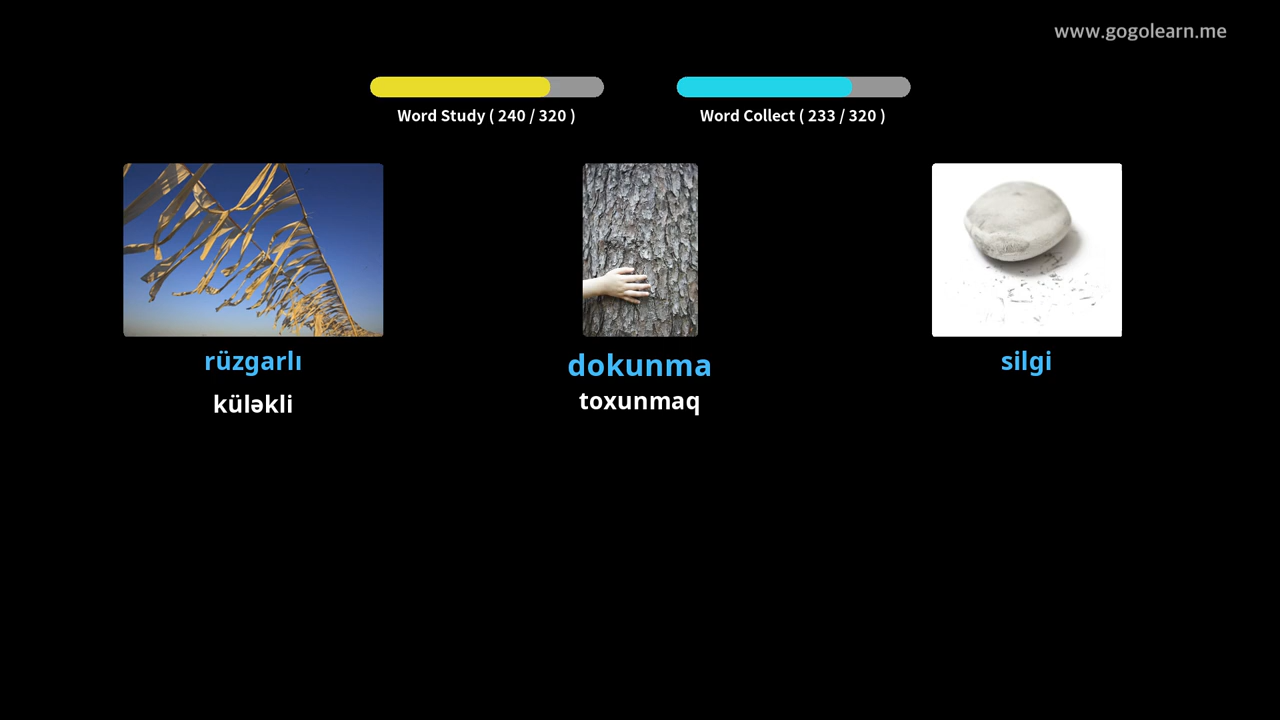 www.gogolearn.me
Word Study ( 240 / 320 )
Word Collect ( 233 / 320 )
rüzgarlı
küləkli
dokunma
toxunmaq
silgi